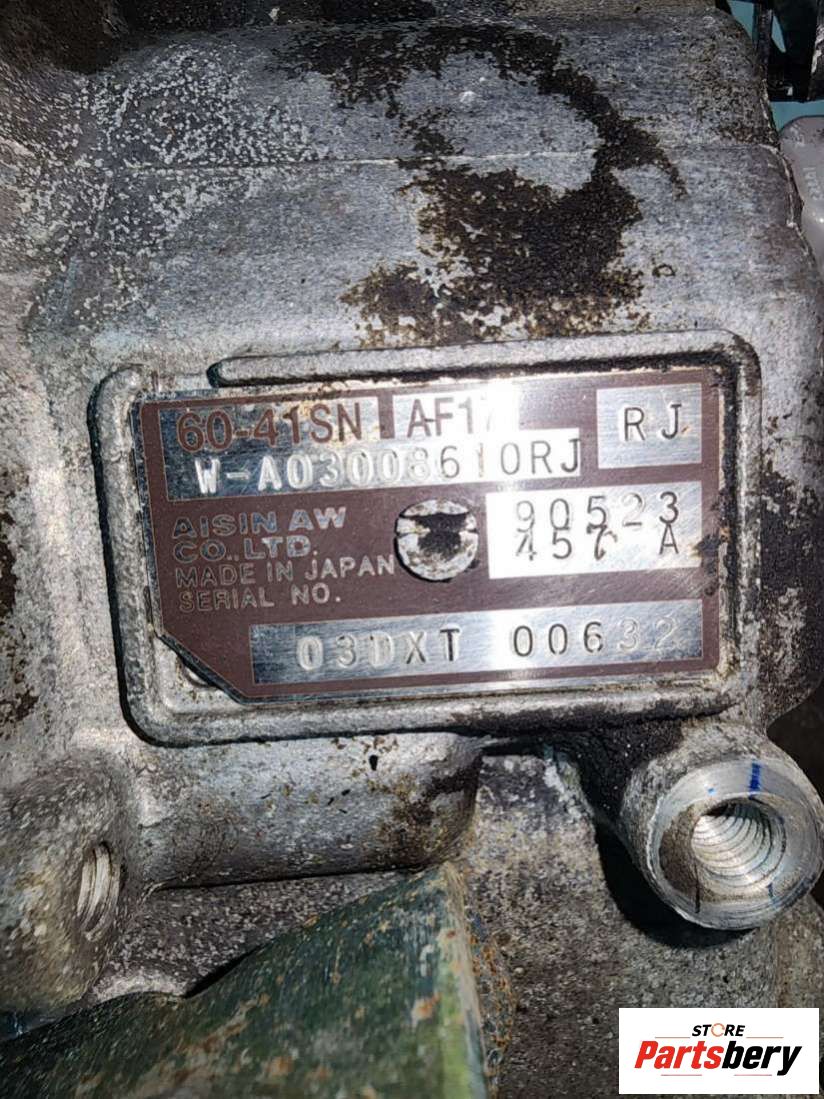 60-41SN AF17 RJ
W-A03008610RJ
AISIN AW
CO.,LTD.
MADE IN JAPAN
SERIAL NO.
90523
457 A
03DXT 00632
STORE
Partsbery